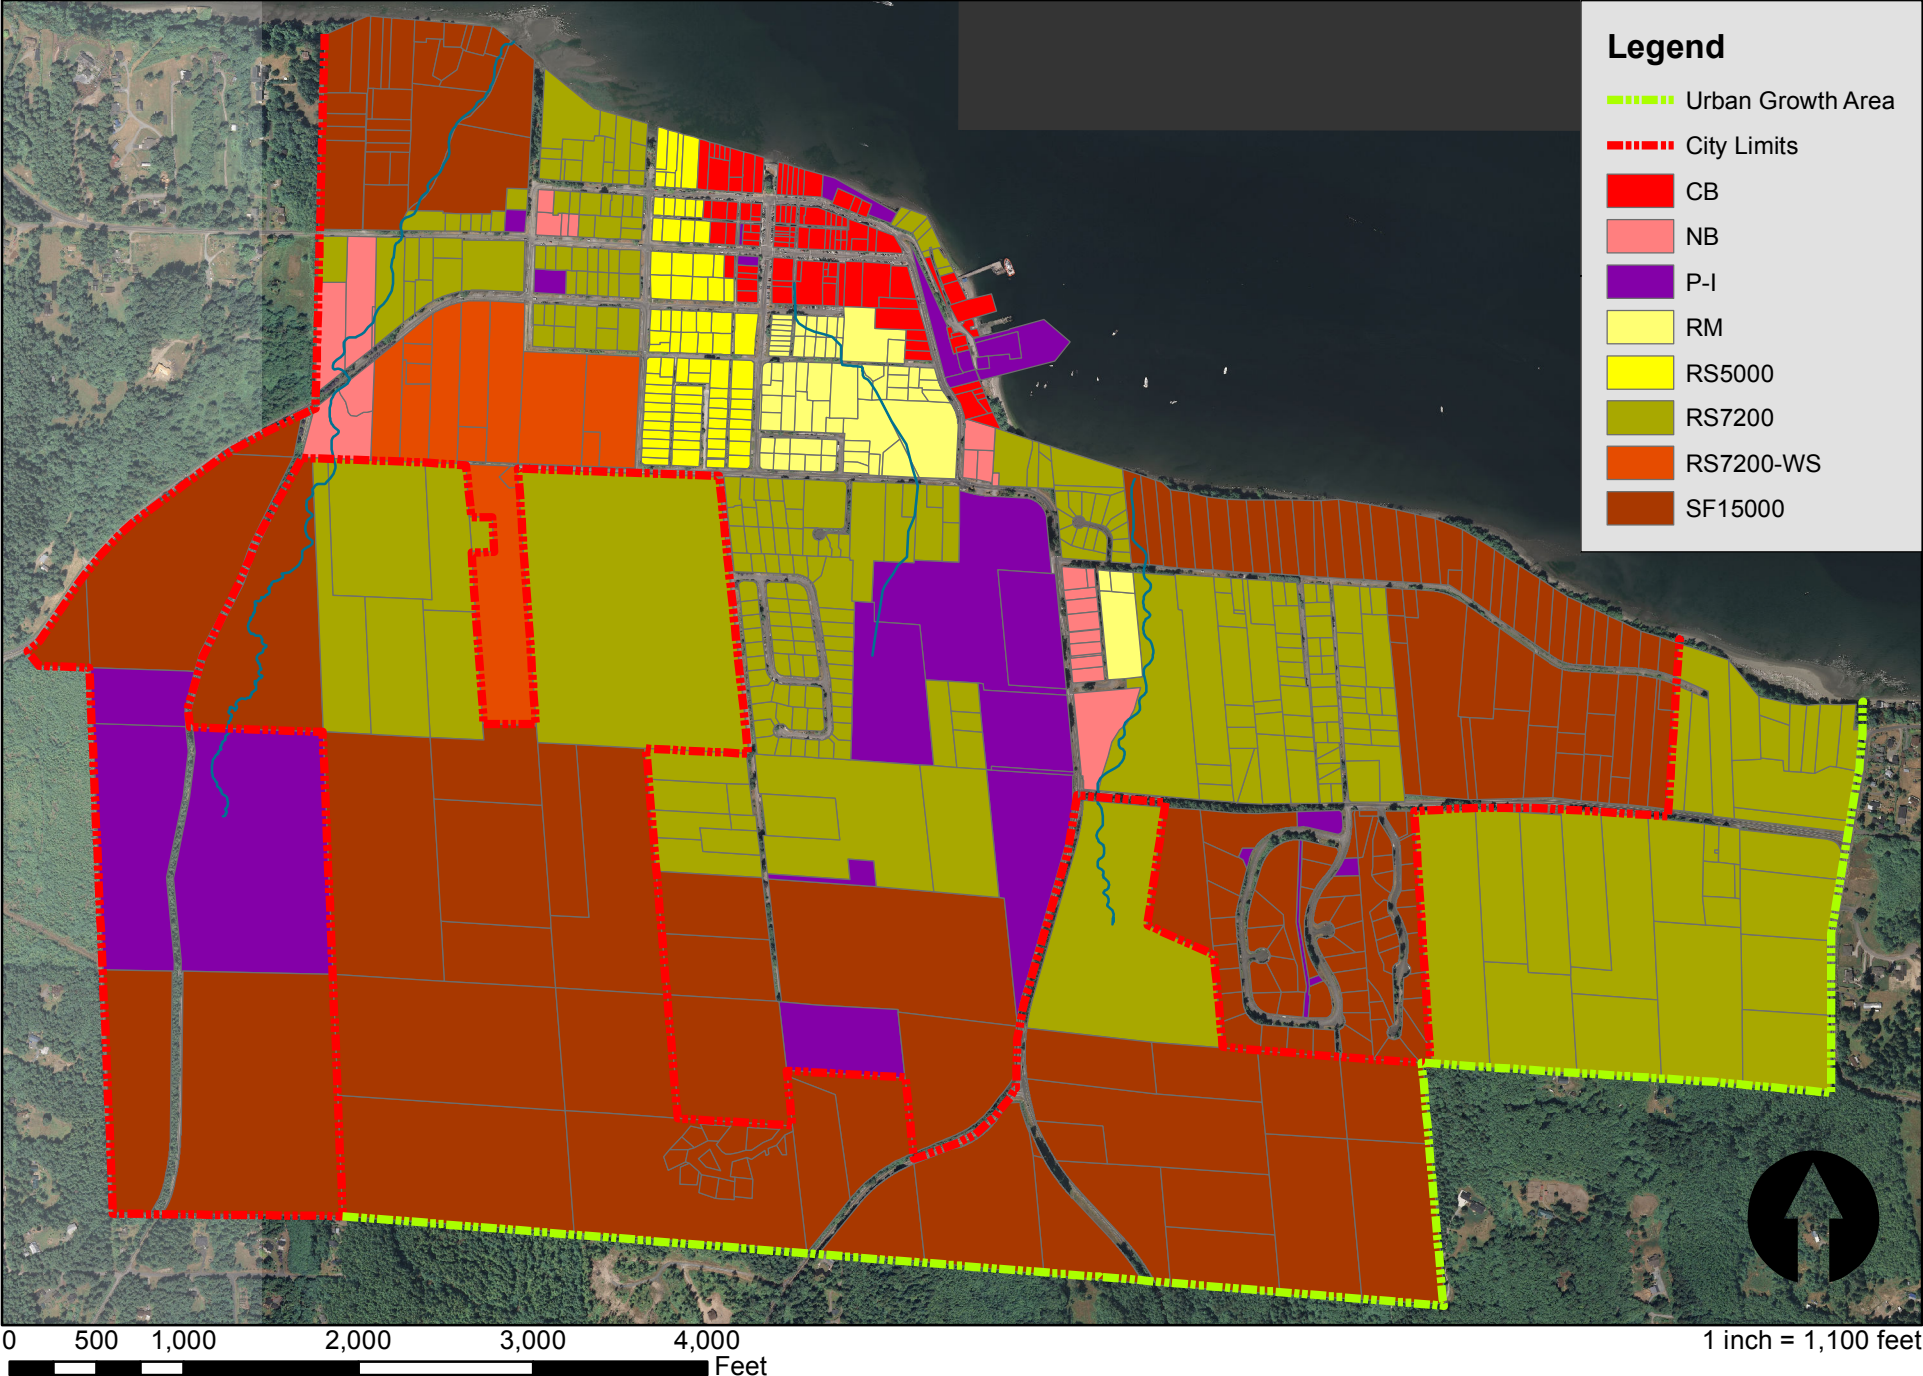 Legend
Urban Growth Area
City Limits
CB
NB
P-I
RM
RS5000
RS7200
RS7200-WS
SF15000
0 500 1,000 2,000 3,000 4,000
Feet
1 inch = 1,100 feet